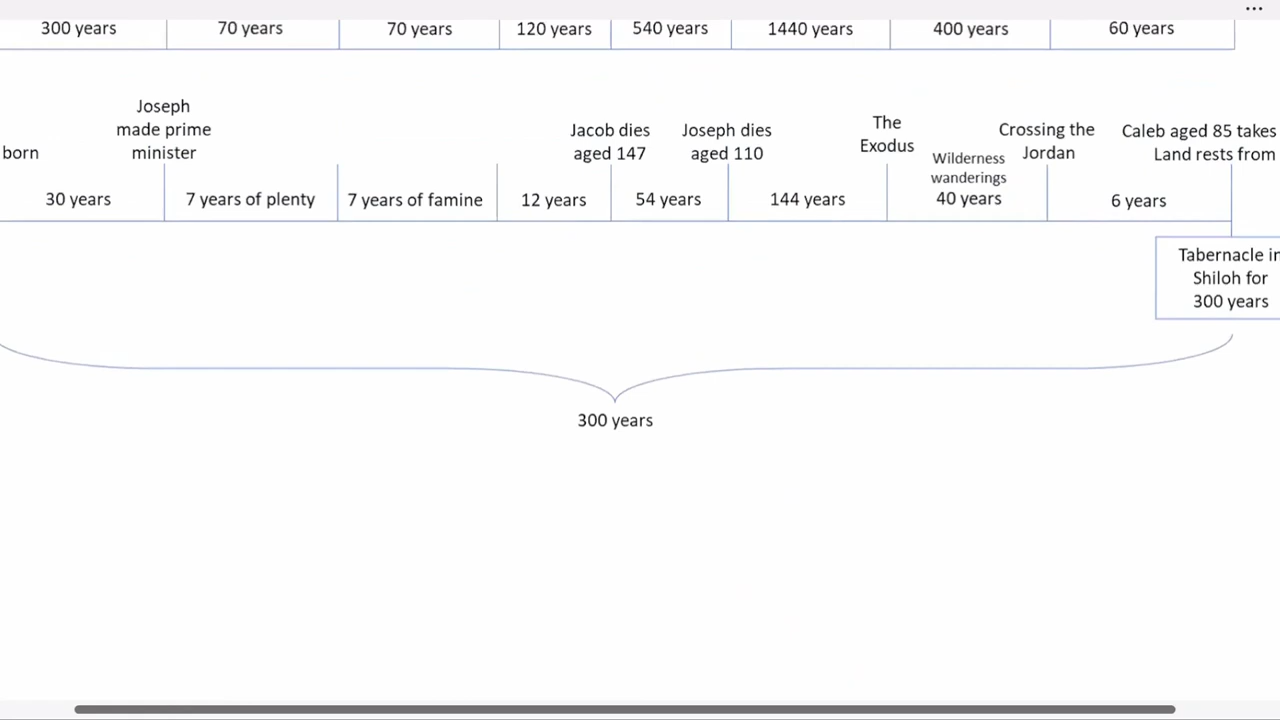 300 years
70 years
70 years
120 years
540 years
1440 years
400 years
60 years
born
Joseph
made prime
minister
Jacob dies
aged 147
Joseph dies
aged 110
The
Exodus
Wilderness
wanderings
Crossing the
Jordan
Caleb aged 85 takes
Land rests from
30 years
7 years of plenty
7 years of famine
12 years
54 years
144 years
40 years
6 years
Tabernacle in
Shiloh for
300 years
300 years